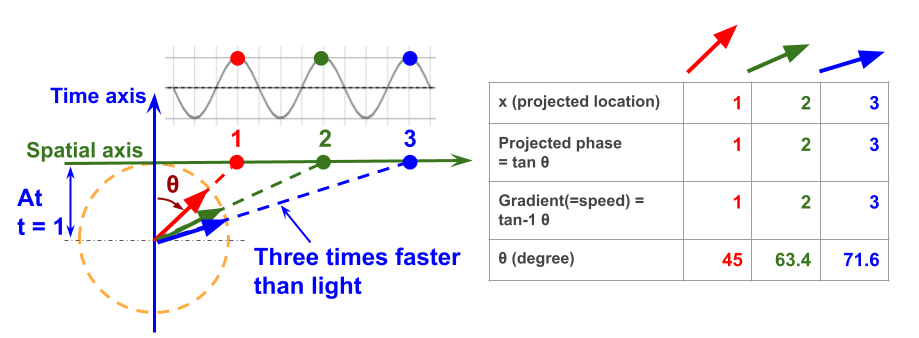 Time axis
Spatial axis
1 2 3
θ
At
t = 1
Three times faster
than light
x (projected location) 1 2 3
Projected phase
= tan θ 1 2 3
Gradient(=speed) =
tan-1 θ 1 2 3
θ (degree) 45 63.4 71.6